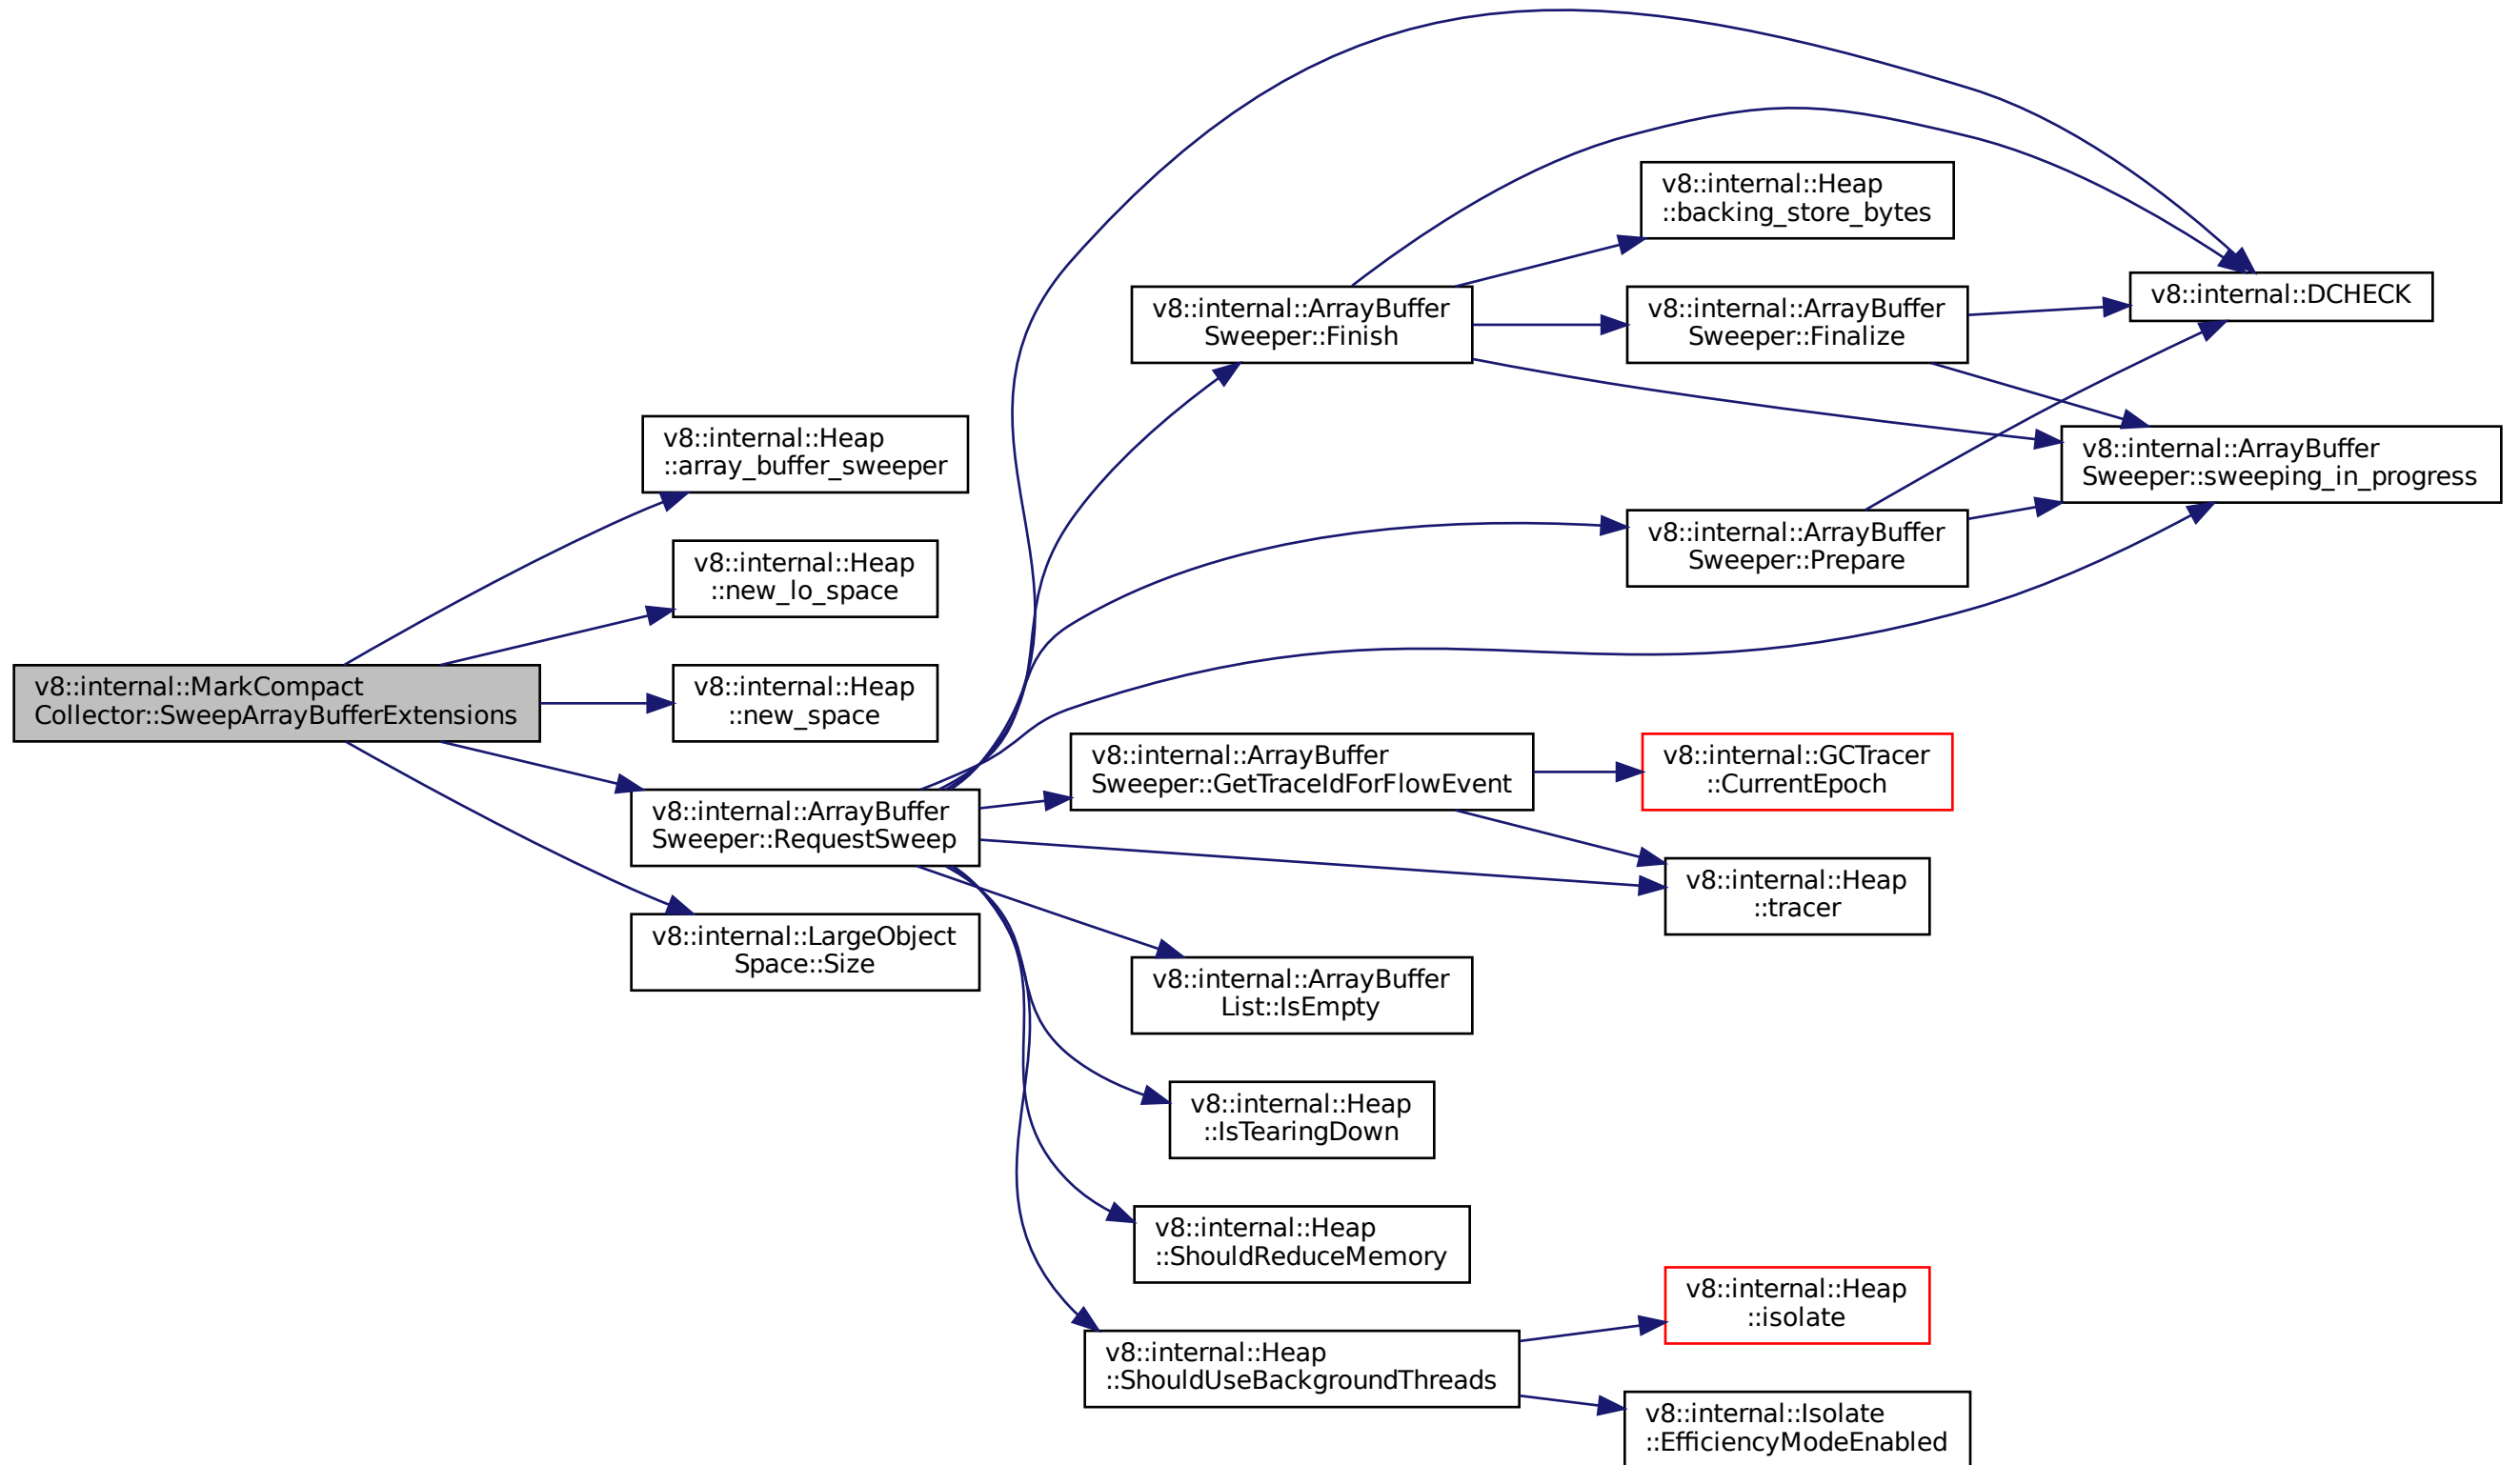 v8::internal::MarkCompact
Collector::SweepArrayBufferExtensions
v8::internal::Heap
::array_buffer_sweeper
v8::internal::Heap
::new_lo_space
v8::internal::Heap
::new_space
v8::internal::ArrayBuffer
Sweeper::RequestSweep
v8::internal::LargeObject
Space::Size
v8::internal::ArrayBuffer
Sweeper::Finish
v8::internal::ArrayBuffer
Sweeper::GetTraceIdForFlowEvent
v8::internal::ArrayBuffer
List::IsEmpty
v8::internal::Heap
::IsTearingDown
v8::internal::Heap
::ShouldReduceMemory
v8::internal::Heap
::ShouldUseBackgroundThreads
v8::internal::Heap
::backing_store_bytes
v8::internal::ArrayBuffer
Sweeper::Finalize
v8::internal::ArrayBuffer
Sweeper::Prepare
v8::internal::GCTracer
::CurrentEpoch
v8::internal::Heap
::tracer
v8::internal::Heap
::isolate
v8::internal::Isolate
::EfficiencyModeEnabled
v8::internal::DCHECK
v8::internal::ArrayBuffer
Sweeper::sweeping_in_progress